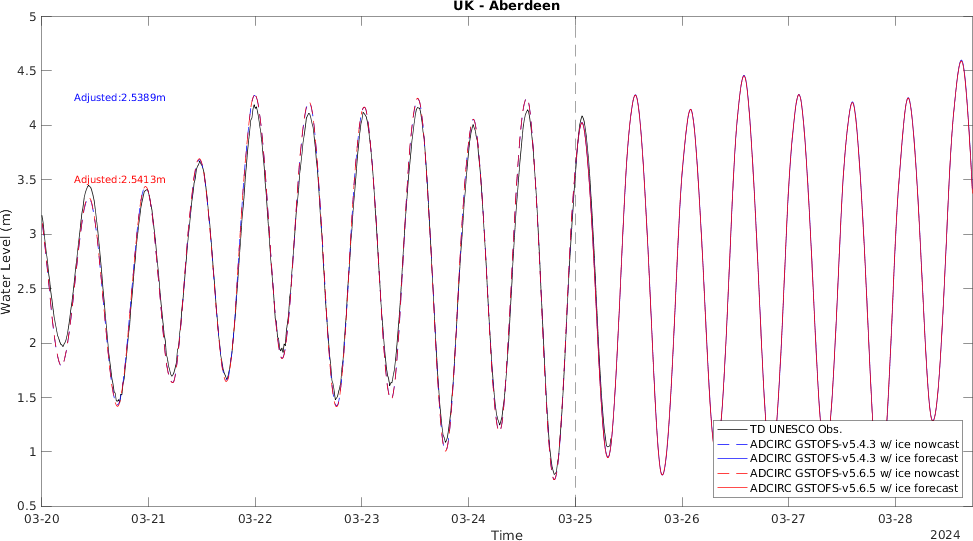 UK - Aberdeen
5
4.5
Adjusted:2.5389m
4
3.5
Adjusted:2.5413m
3
2.5
2
1.5
1
0.5
Water Level (m)
TD UNESCO Obs.
ADCIRC GSTOFS-v5.4.3 w/ ice nowcast
ADCIRC GSTOFS-v5.4.3 w/ ice forecast
ADCIRC GSTOFS-v5.6.5 w/ ice nowcast
ADCIRC GSTOFS-v5.6.5 w/ ice forecast
03-20 03-21 03-22 03-23 03-24 03-25 03-26 03-27 03-28
Time
2024